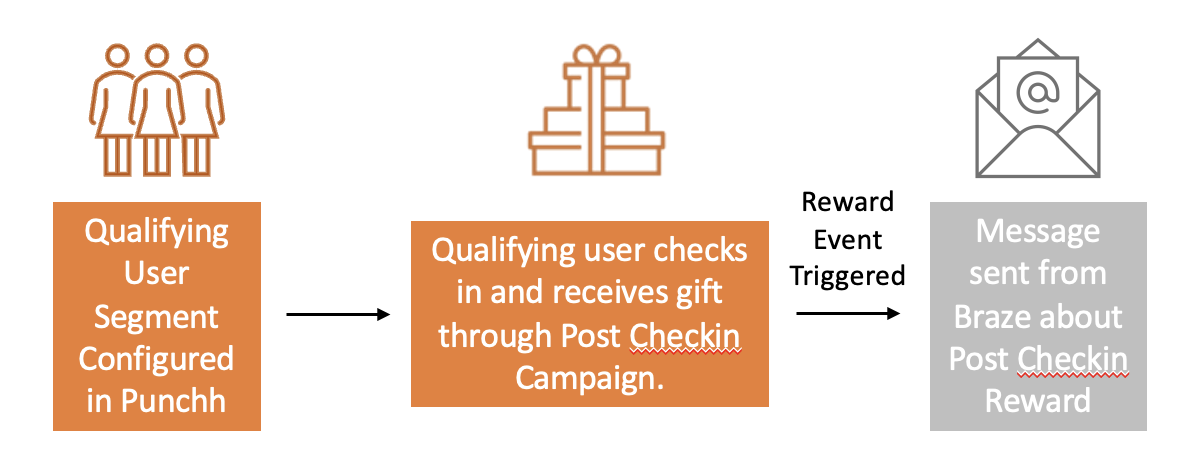 Qualifying
User
Segment
Configured
in Punchh
Qualifying user checks
in and receives gift
through Post Checkin
Campaign.
Reward
Event
Triggered
@
Message
sent from
Braze about
Post Checkin
Reward